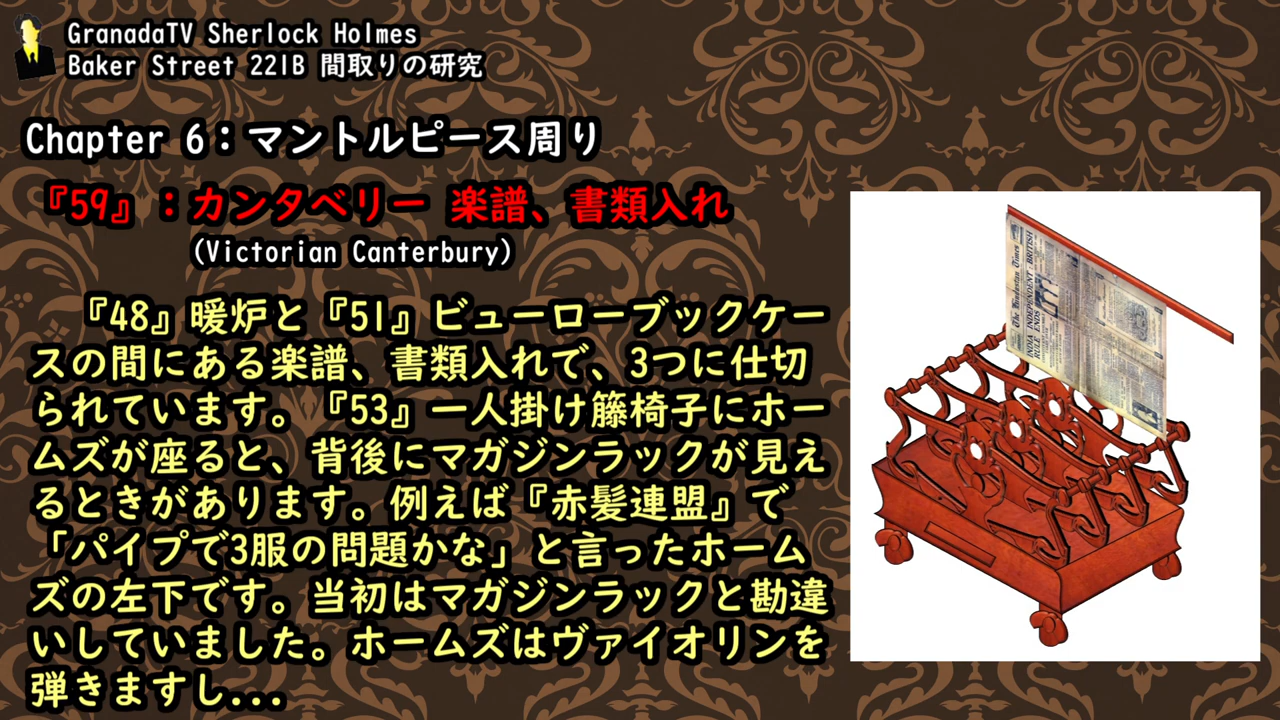 GranadaTV Sherlock Holmes
Baker Street 221B 間取りの研究
Chapter 6：マントルピース周り
『59』：カンタベリー 楽譜、書類入れ
(Victorian Canterbury)
『48』暖炉と『51』ビューローブックケー
スの間にある楽譜、書類入れで、3つに仕切
られています。『53』一人掛け籐椅子にホー
ムズが座ると、背後にマガジンラックが見え
るときがあります。例えば『赤髪連盟』で
「パイプで3服の問題かな」と言ったホーム
ズの左下です。当初はマガジンラックと勘違
いしていました。ホームズはヴァイオリンを
弾きますし...
The Hindustan Times
INDIA INDEPENDENT: BRITISH
RULE ENDS